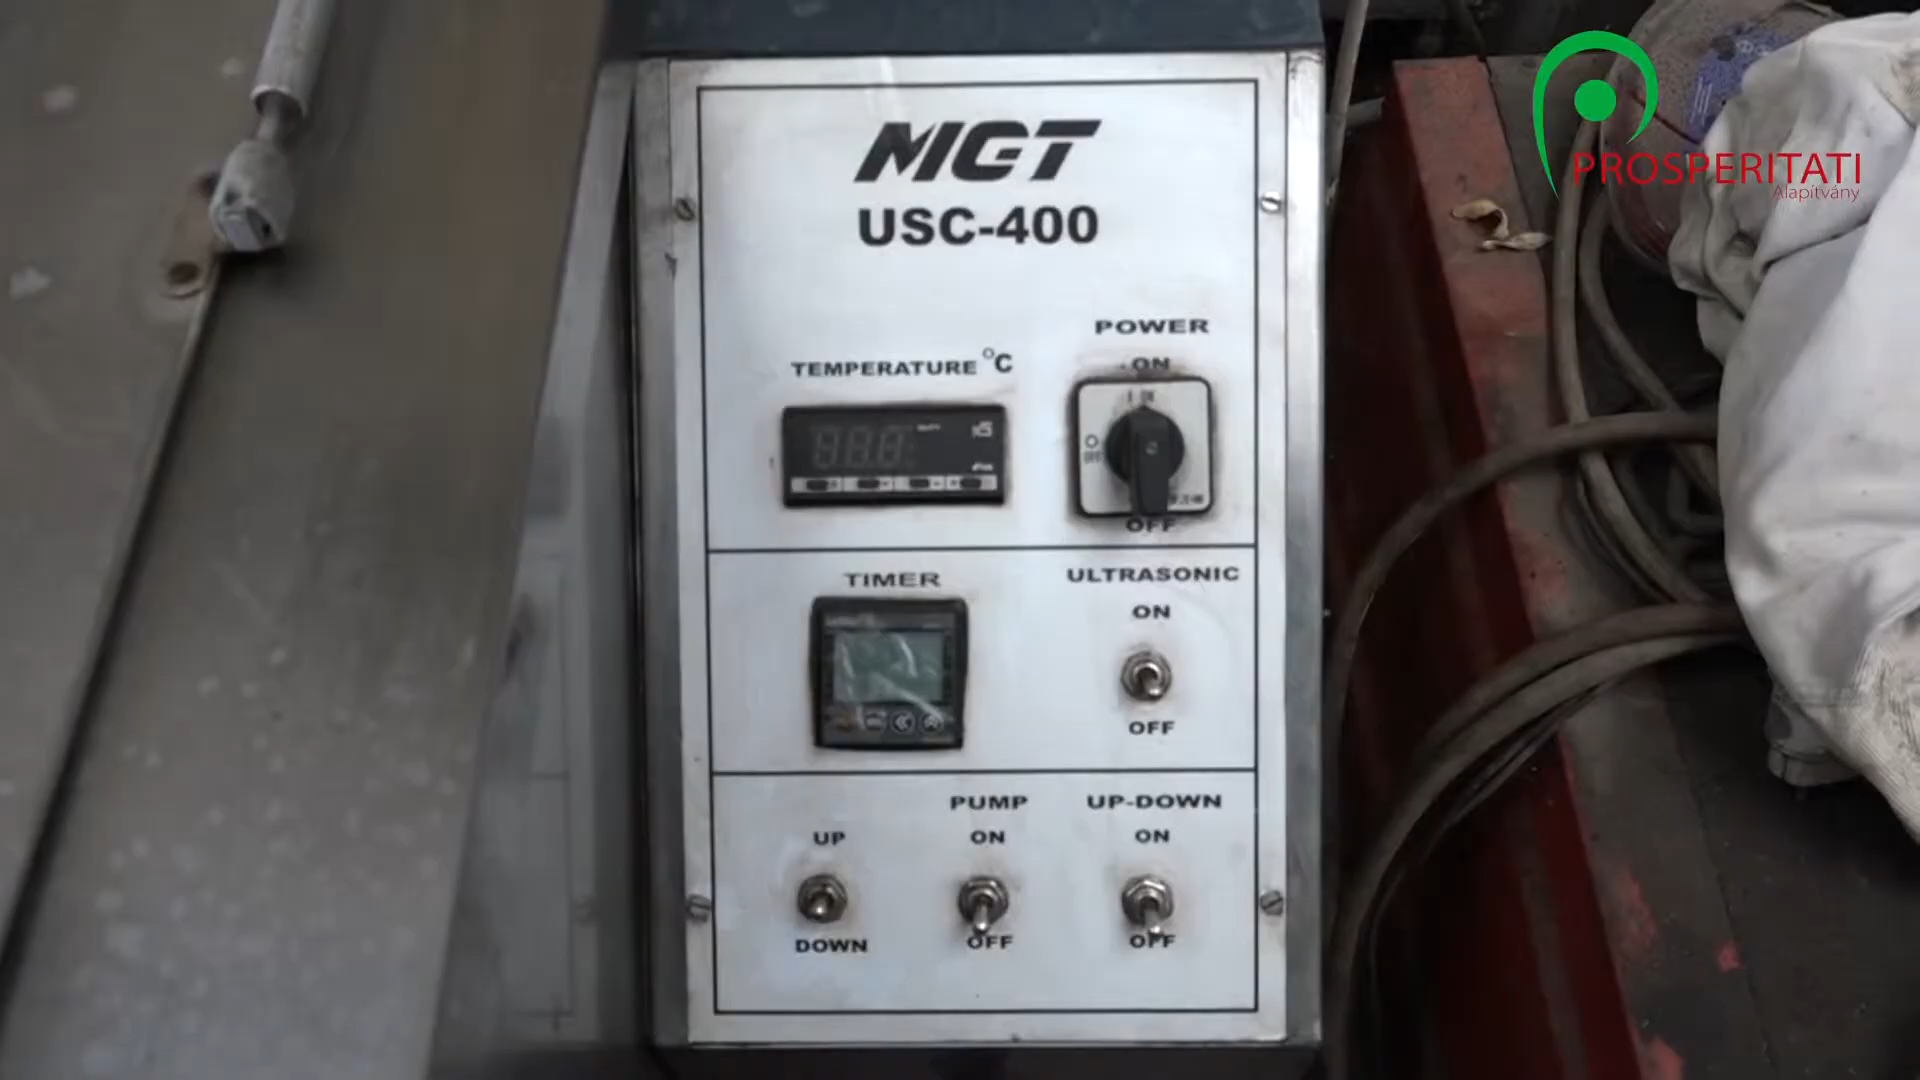 MGT
USC-400
POWER
ON
TEMPERATURE °C
OFF
TIMER
ULTRASONIC
ON
OFF
PUMP
UP-DOWN
UP
ON
ON
DOWN
OFF
OFF
PROSPERITATI
Alapítvány